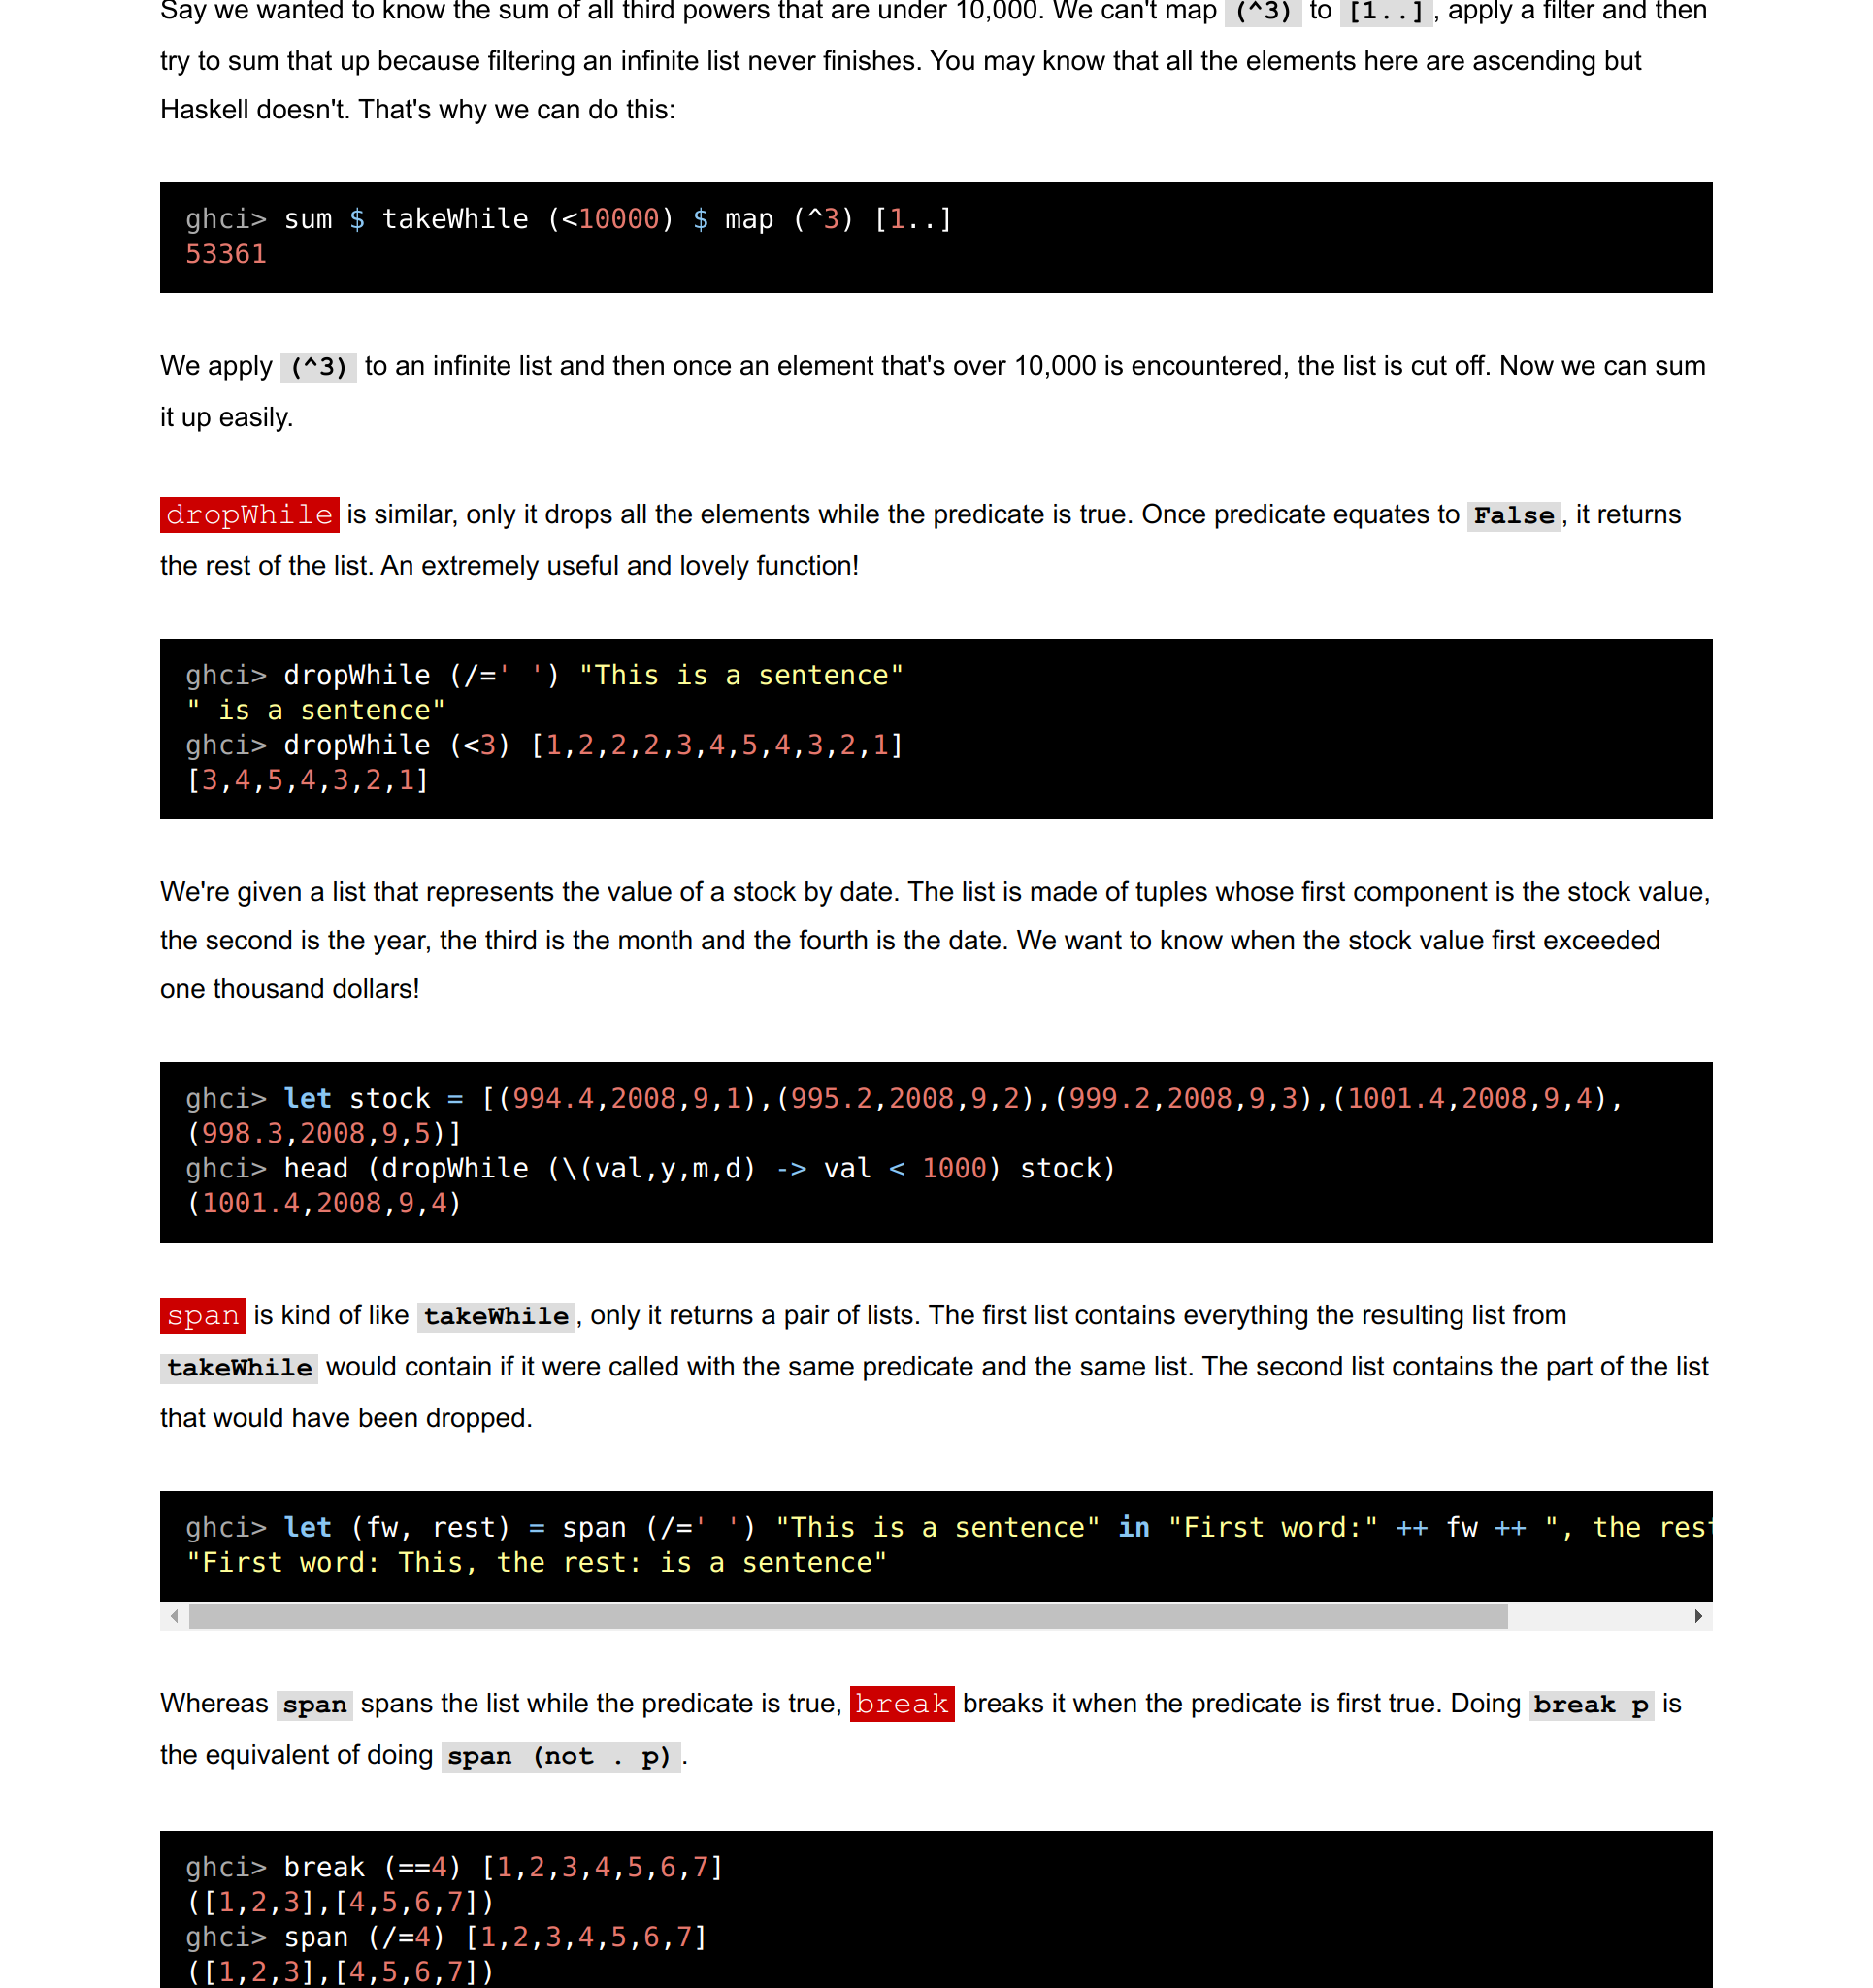 Say we wanted to know the sum of all third powers that are under 10,000. We can't map (^3) to [1..], apply a filter and then
try to sum that up because filtering an infinite list never finishes. You may know that all the elements here are ascending but
Haskell doesn't. That's why we can do this:
ghci> sum $ takeWhile (<10000) $ map (^3) [1..]
53361
We apply (^3) to an infinite list and then once an element that's over 10,000 is encountered, the list is cut off. Now we can sum
it up easily.
dropWhile is similar, only it drops all the elements while the predicate is true. Once predicate equates to False, it returns
the rest of the list. An extremely useful and lovely function!
ghci> dropWhile (/=' ') "This is a sentence"
" is a sentence"
ghci> dropWhile (<3) [1,2,2,2,3,4,5,4,3,2,1]
[3,4,5,4,3,2,1]
We're given a list that represents the value of a stock by date. The list is made of tuples whose first component is the stock value,
the second is the year, the third is the month and the fourth is the date. We want to know when the stock value first exceeded
one thousand dollars!
ghci> let stock = [(994.4,2008,9,1),(995.2,2008,9,2),(999.2,2008,9,3),(1001.4,2008,9,4),
(998.3,2008,9,5)]
ghci> head (dropWhile (\(val,y,m,d) -> val < 1000) stock)
(1001.4,2008,9,4)
span is kind of like takeWhile, only it returns a pair of lists. The first list contains everything the resulting list from
takeWhile would contain if it were called with the same predicate and the same list. The second list contains the part of the list
that would have been dropped.
ghci> let (fw, rest) = span (/=' ') "This is a sentence" in "First word:" ++ fw ++ ", the rest
"First word: This, the rest: is a sentence"
Whereas span spans the list while the predicate is true, break breaks it when the predicate is first true. Doing break p is
the equivalent of doing span (not . p).
ghci> break (==4) [1,2,3,4,5,6,7]
([1,2,3],[4,5,6,7])
ghci> span (/=4) [1,2,3,4,5,6,7]
([1,2,3],[4,5,6,7])